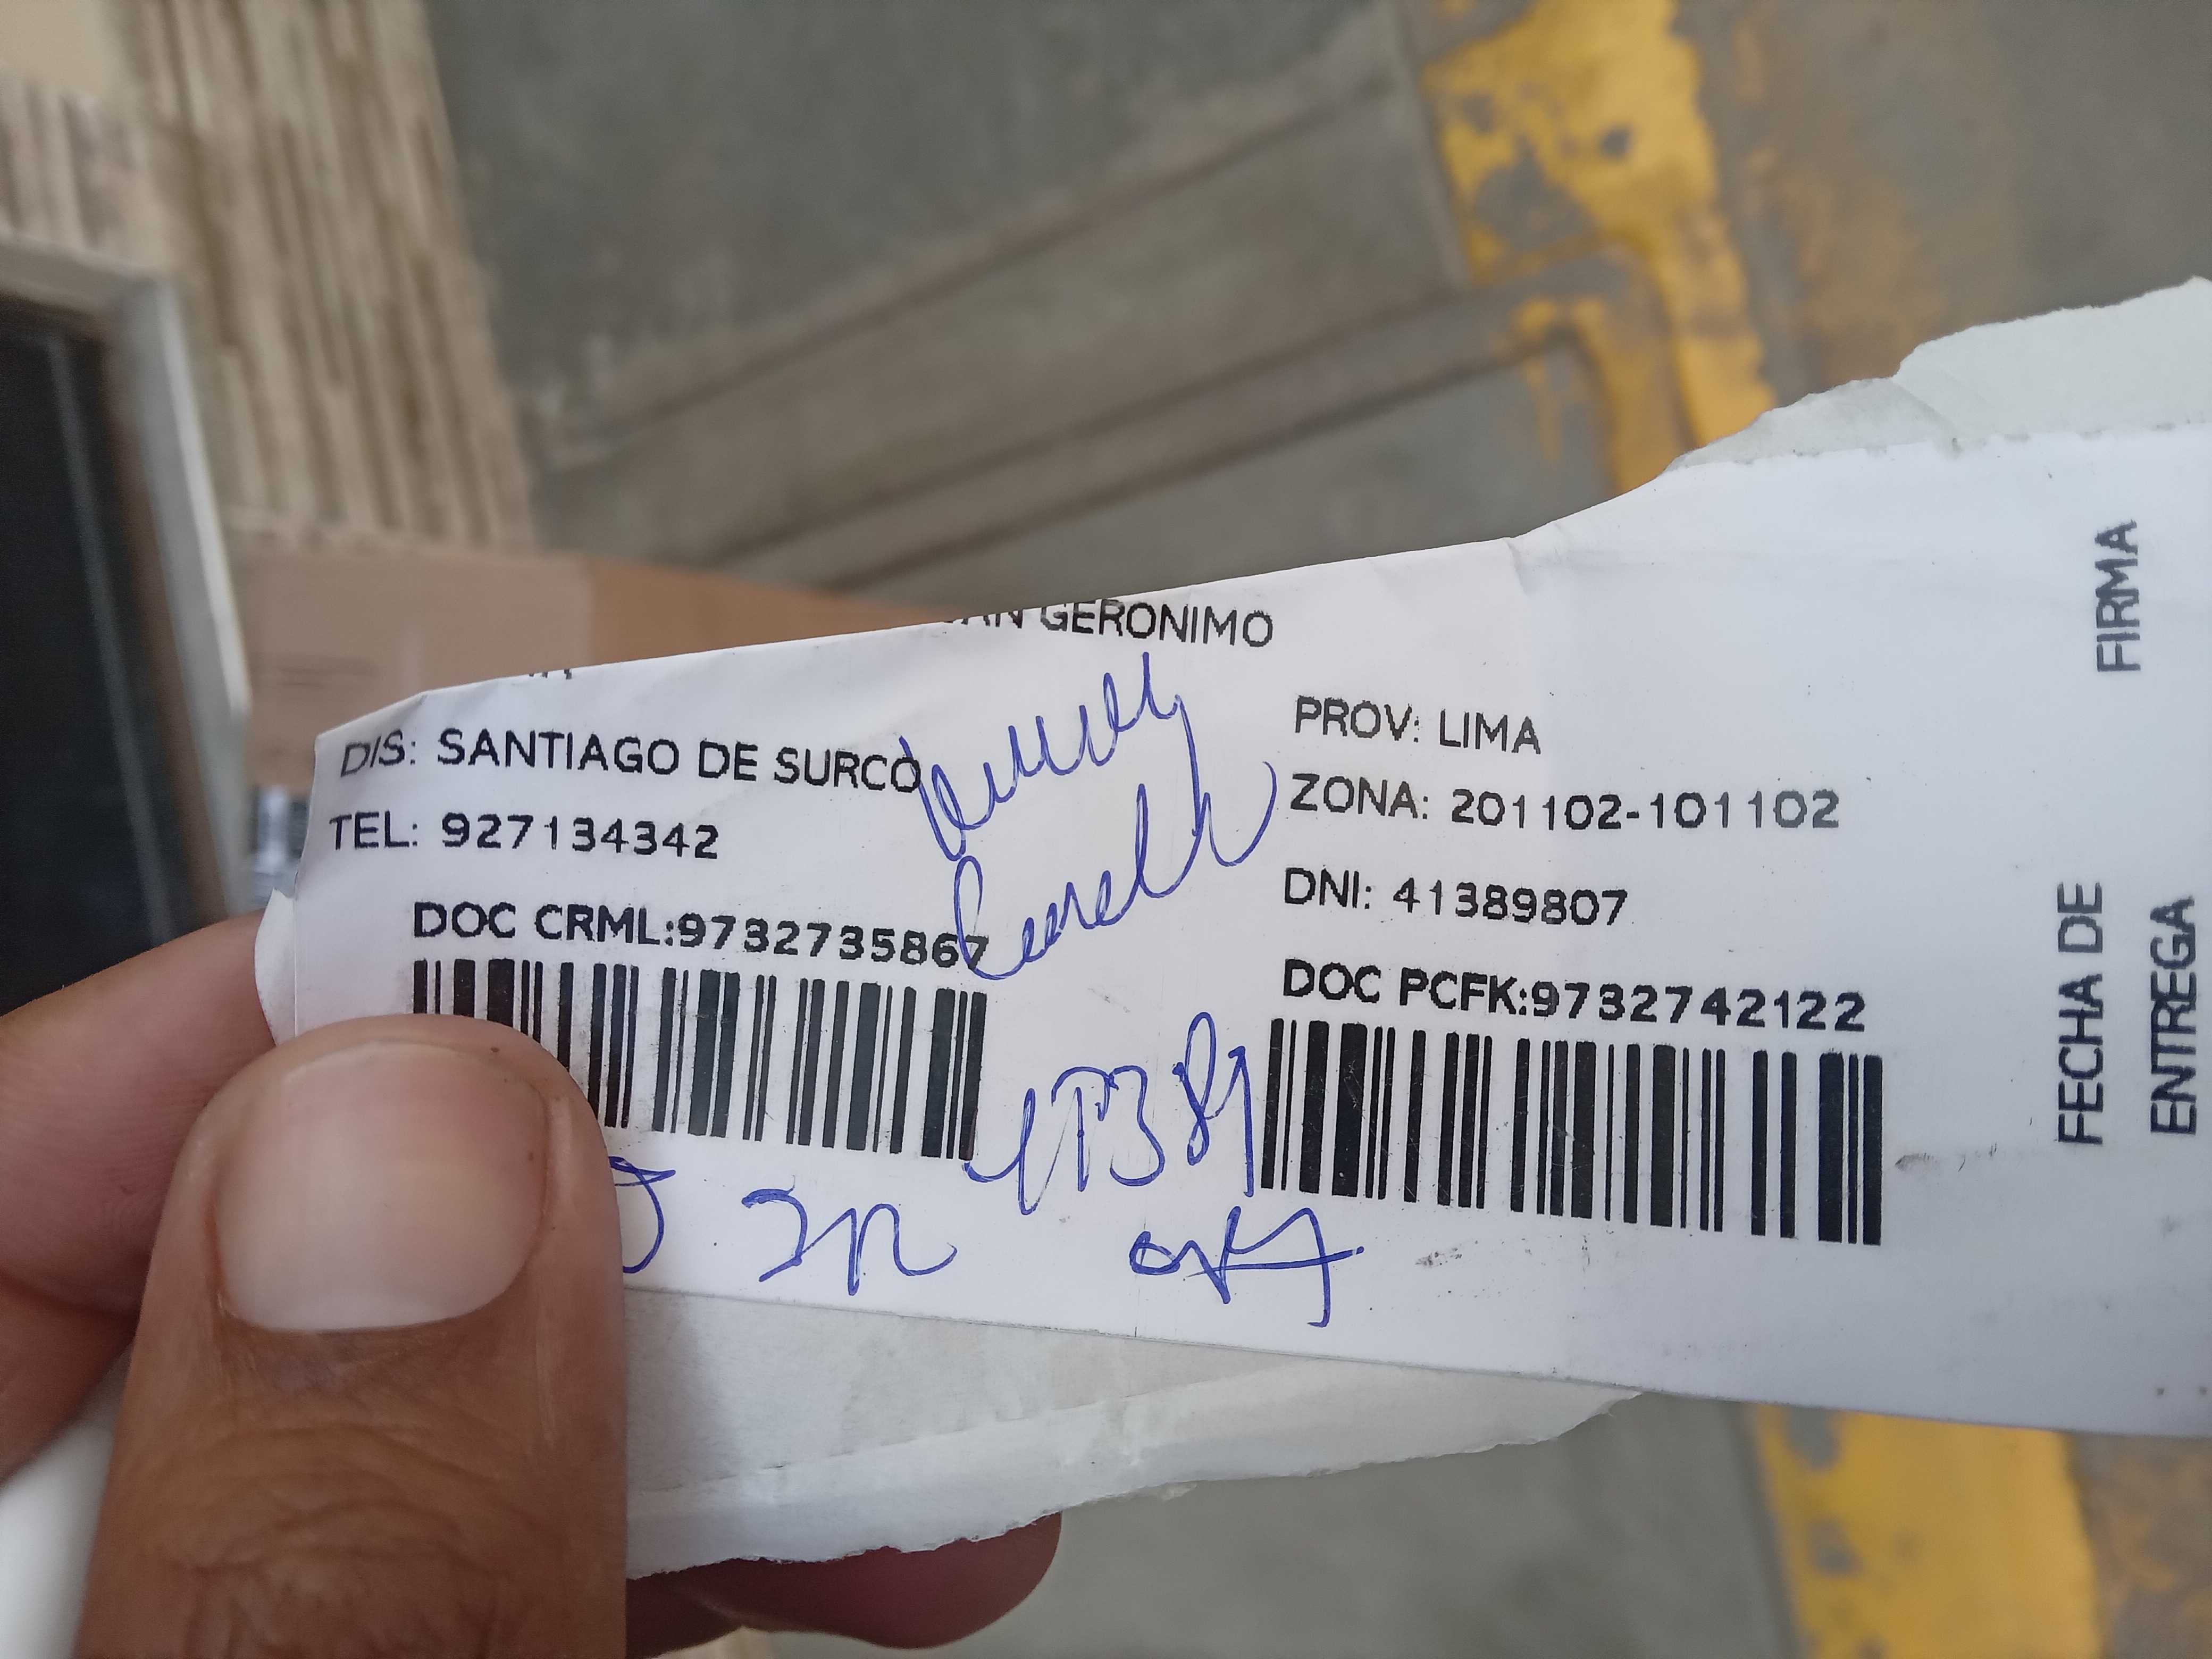 GERONIMO
DIS: SANTIAGO DE SURCO
PROV: LIMA
TEL: 927134342
ZONA: 201102-101102
DNI: 41389807
DOC CRML:9732735867
DOC PCFK:9732742122
FIRMA
FECHA DE
ENTREGA